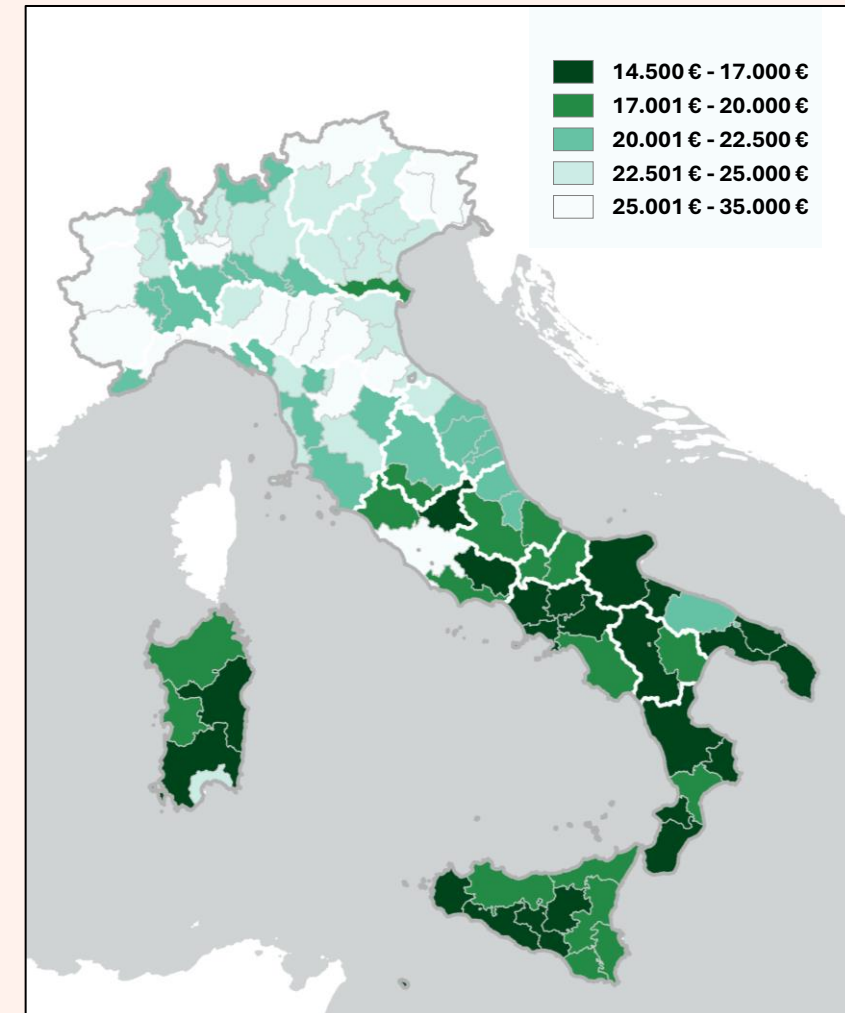 14.500 € - 17.000 €
17.001 € - 20.000 €
20.001 € - 22.500 €
22.501 € - 25.000 €
25.001 € - 35.000 €